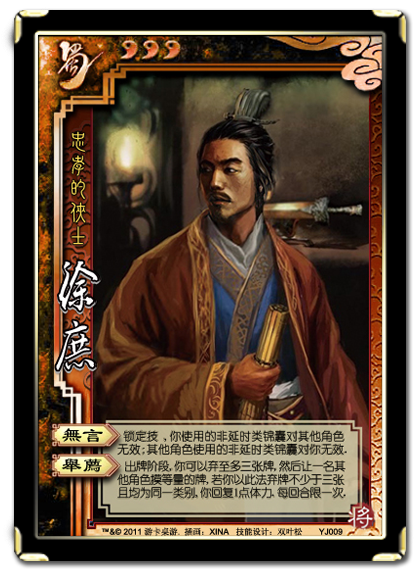 蜀
忠孝的侠士
徐庶
無言
锁定技,你使用的非延时类锦囊对其他角色
无效;其他角色使用的非延时类锦囊对你无效.
舉薦
出牌阶段,你可以弃至多三张牌,然后让一名其
他角色摸等量的牌,若你以此法弃牌不少于三张
且均为同一类别,你回复1点体力.每回合限一次.
™&© 2011 游卡桌游. 插画: XINA 技能设计: 双叶松 YJ009
将